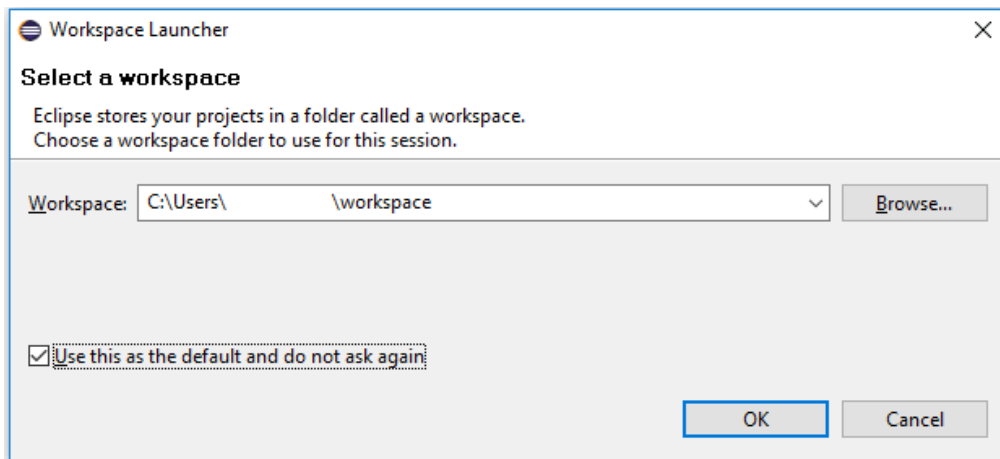 Workspace Launcher
Select a workspace
Eclipse stores your projects in a folder called a workspace.
Choose a workspace folder to use for this session.
Workspace: C:\Users\ \workspace Browse...
Use this as the default and do not ask again
OK Cancel